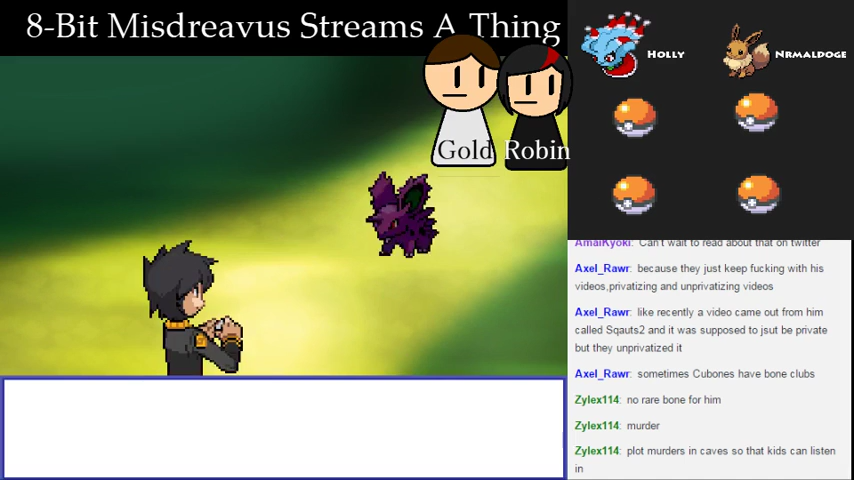 8-Bit Misdreavus Streams A Thing
Gold Robin
Holly
Nrmaldoge
AmaiKyoki: Can't wait to read about that on twitter
Axel_Rawr: because they just keep fucking with his
videos,privatizing and unprivatizing videos
Axel_Rawr: like recently a video came out from him
called Sqauts2 and it was supposed to jsut be private
but they unprivatized it
Axel_Rawr: sometimes Cubones have bone clubs
Zylex114: no rare bone for him
Zylex114: murder
Zylex114: plot murders in caves so that kids can listen
in